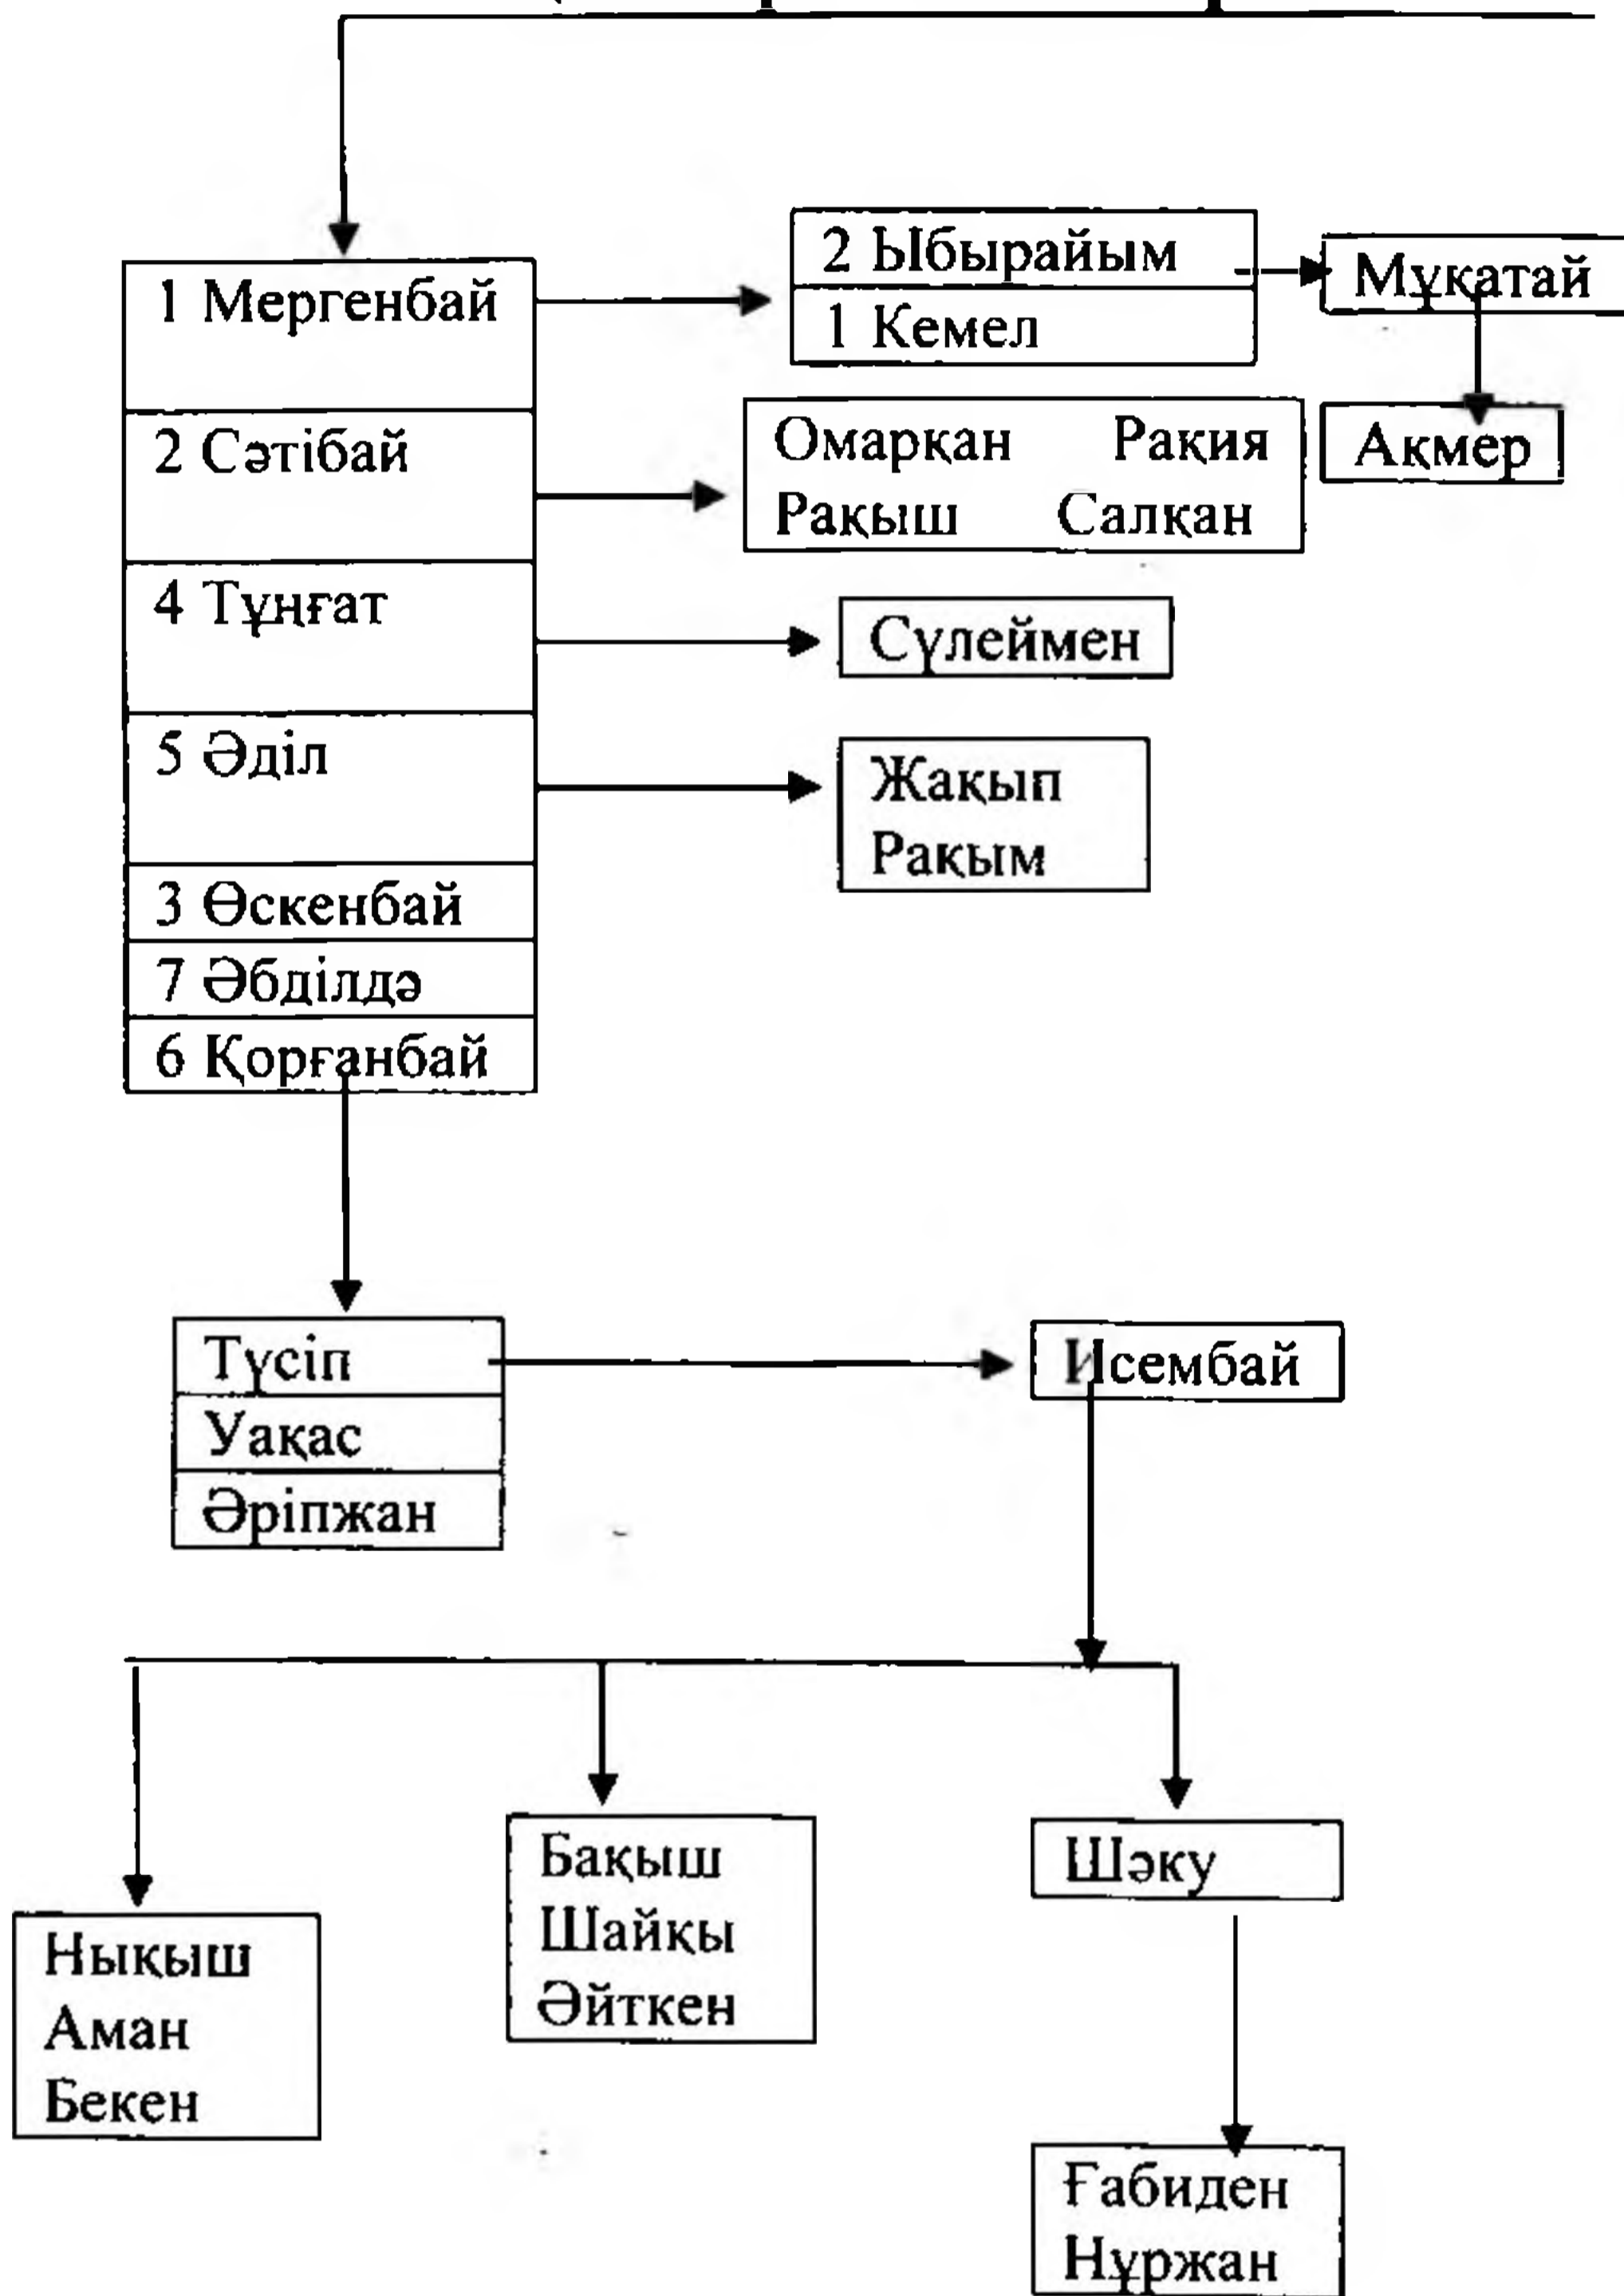 1 Мергенбай
2 Сәтібай
4 Тұңғат
5 Әділ
3 Өскенбай
7 Әбділдә
6 Қорғанбай
2 Ыбырайым
1 Кемел
Мұқатай
Ақмер
Омарқан Рақия
Рақыш Салқан
Сүлеймен
Жақып
Рақым
Түсіп
Уақас
Әріпжан
Исембай
Нықыш
Аман
Бекен
Бақыш
Шайқы
Әйткен
Шәку
Ғабиден
Нұржан